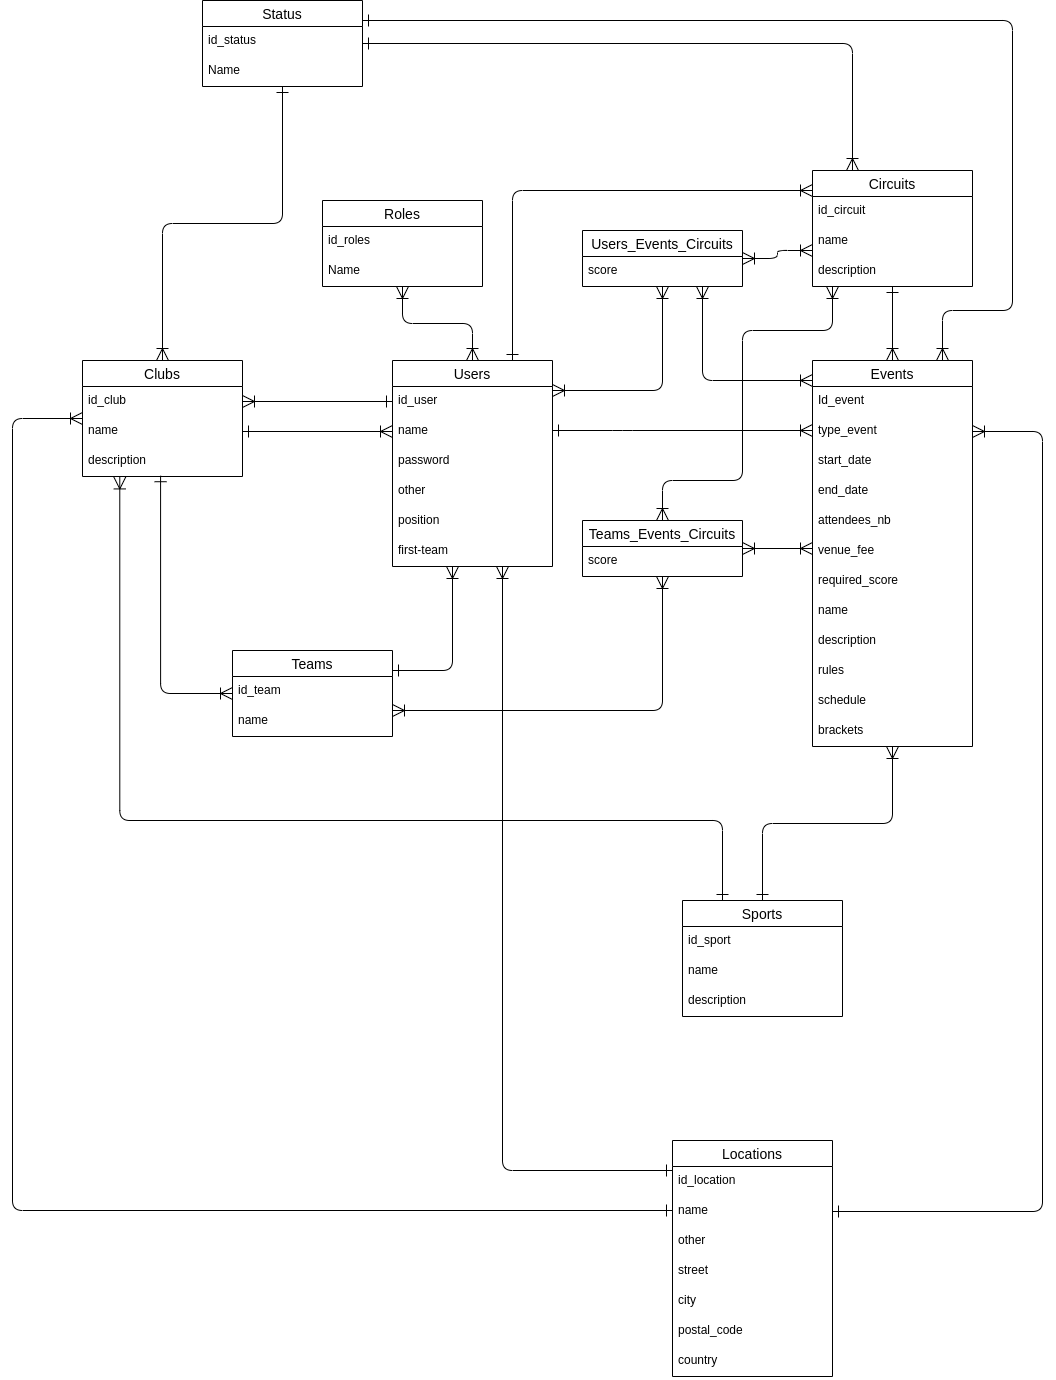 Status
id_status
Name
Circuits
id_circuit
name
description
Roles
id_roles
Name
Users_Events_Circuits
score
Clubs
id_club
name
description
Users
id_user
name
password
other
position
first-team
Events
Id_event
type_event
start_date
end_date
attendees_nb
venue_fee
required_score
name
description
rules
schedule
brackets
Teams_Events_Circuits
score
Teams
id_team
name
Sports
id_sport
name
description
Locations
id_location
name
other
street
city
postal_code
country